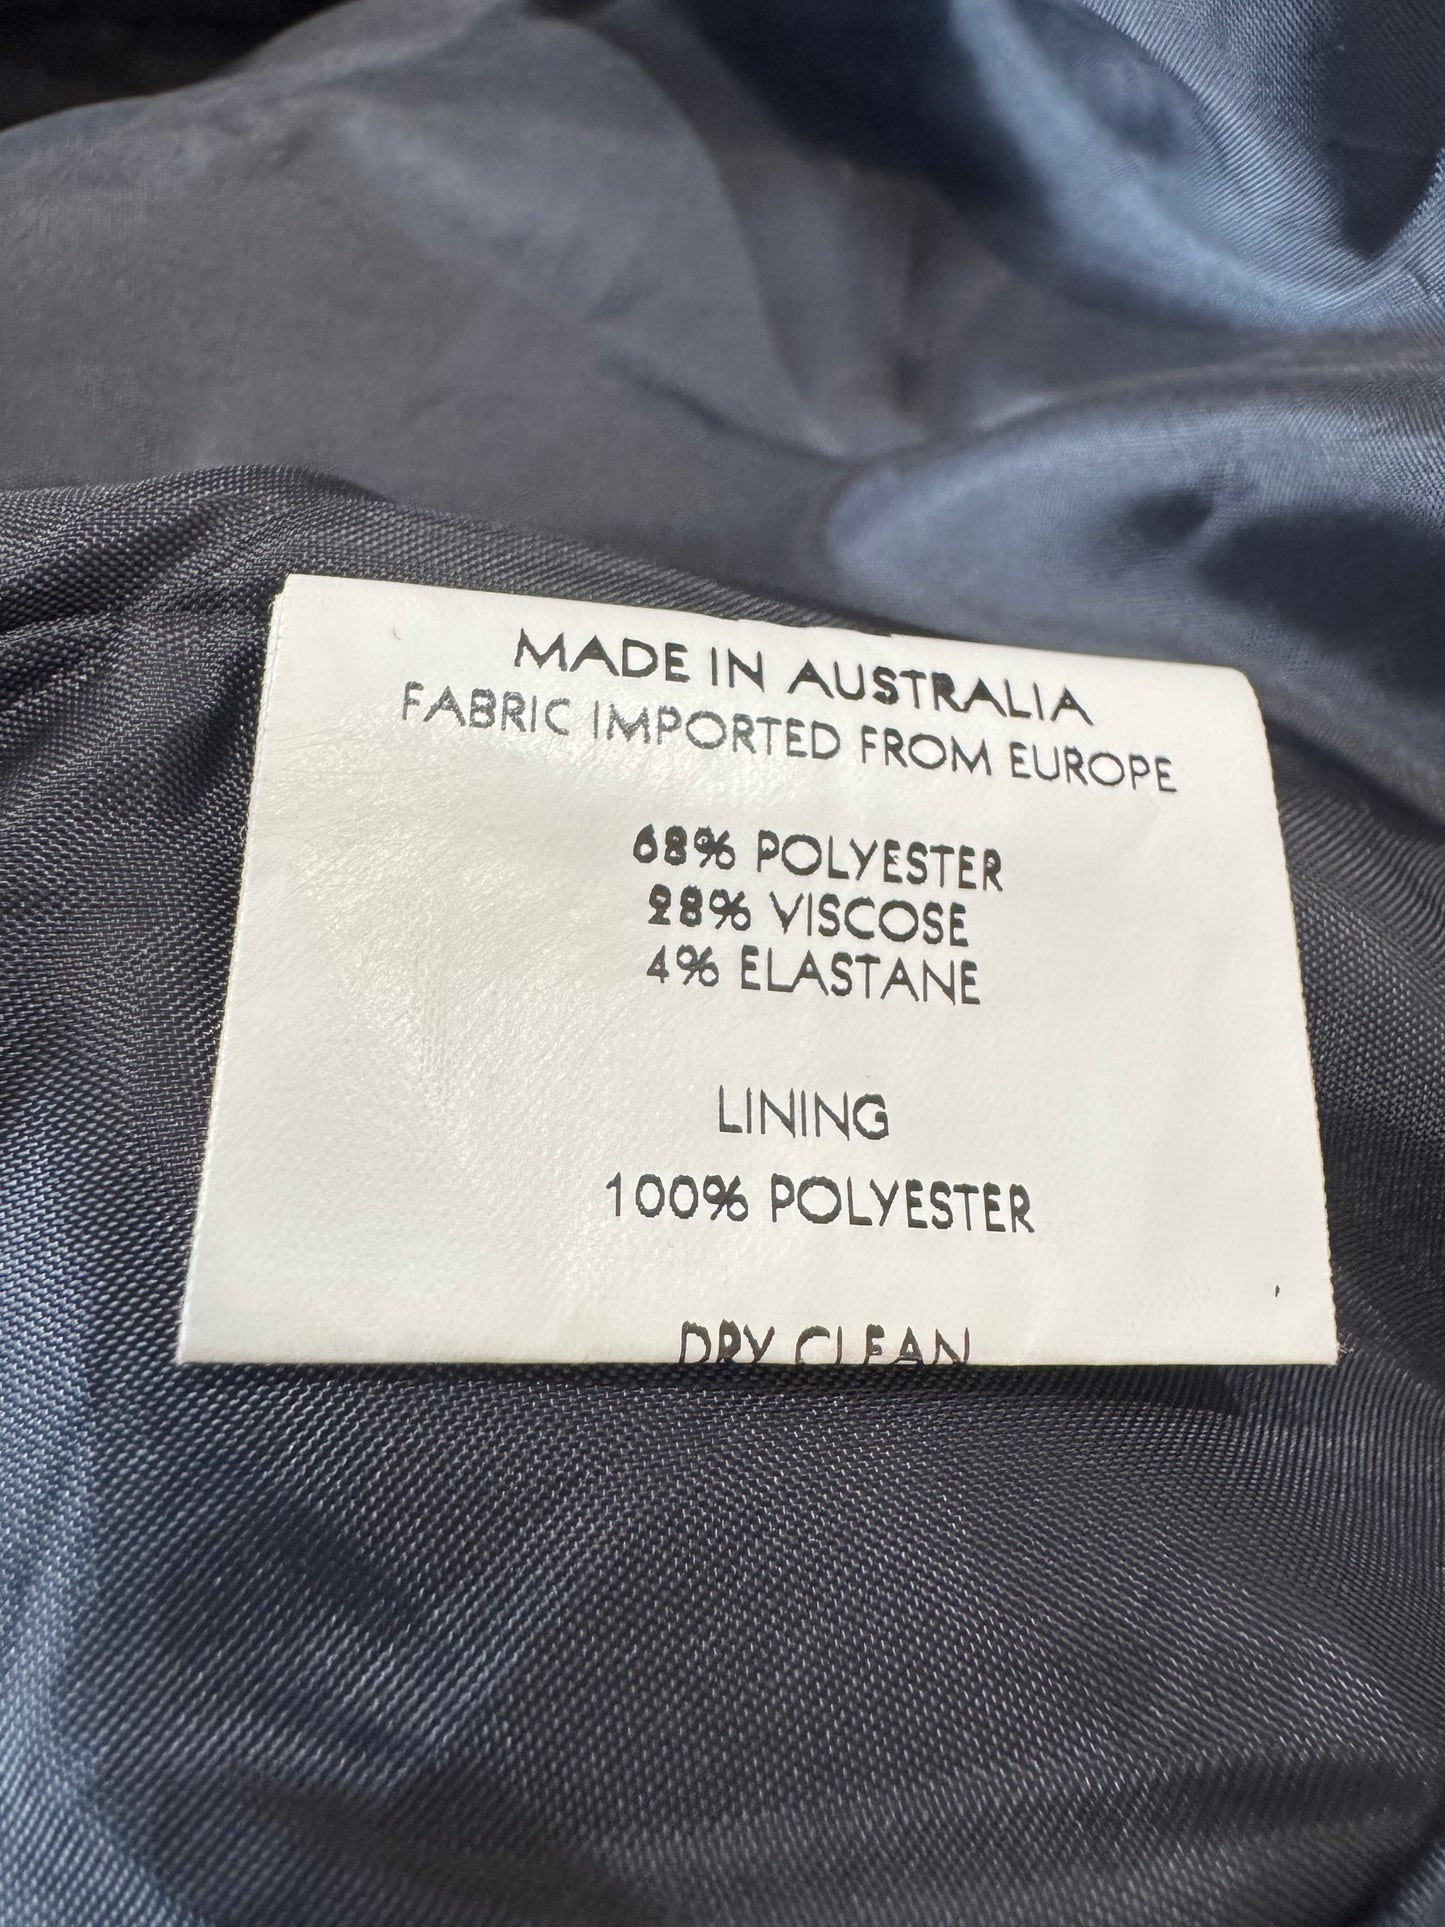 MADE IN AUSTRALIA
FABRIC IMPORTED FROM EUROPE
68% POLYESTER
28% VISCOSE
4% ELASTANE
LINING
100% POLYESTER
DRY CLEAN